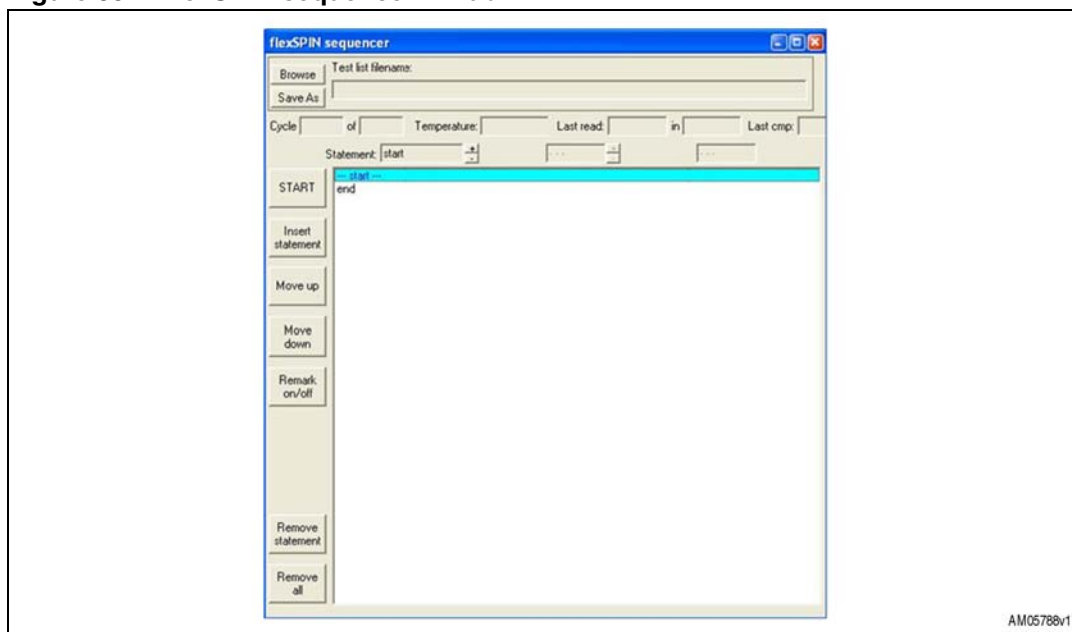 flexSPIN sequencer
Browse
Test list filename:
Save As
Cycle of Temperature: Last read: in Last cmp:
Statement: start + - --- + - ---
START
--- start ---
end
Insert
statement
Move up
Move
down
Remark
on/off
Remove
statement
Remove
all
AM05788v1